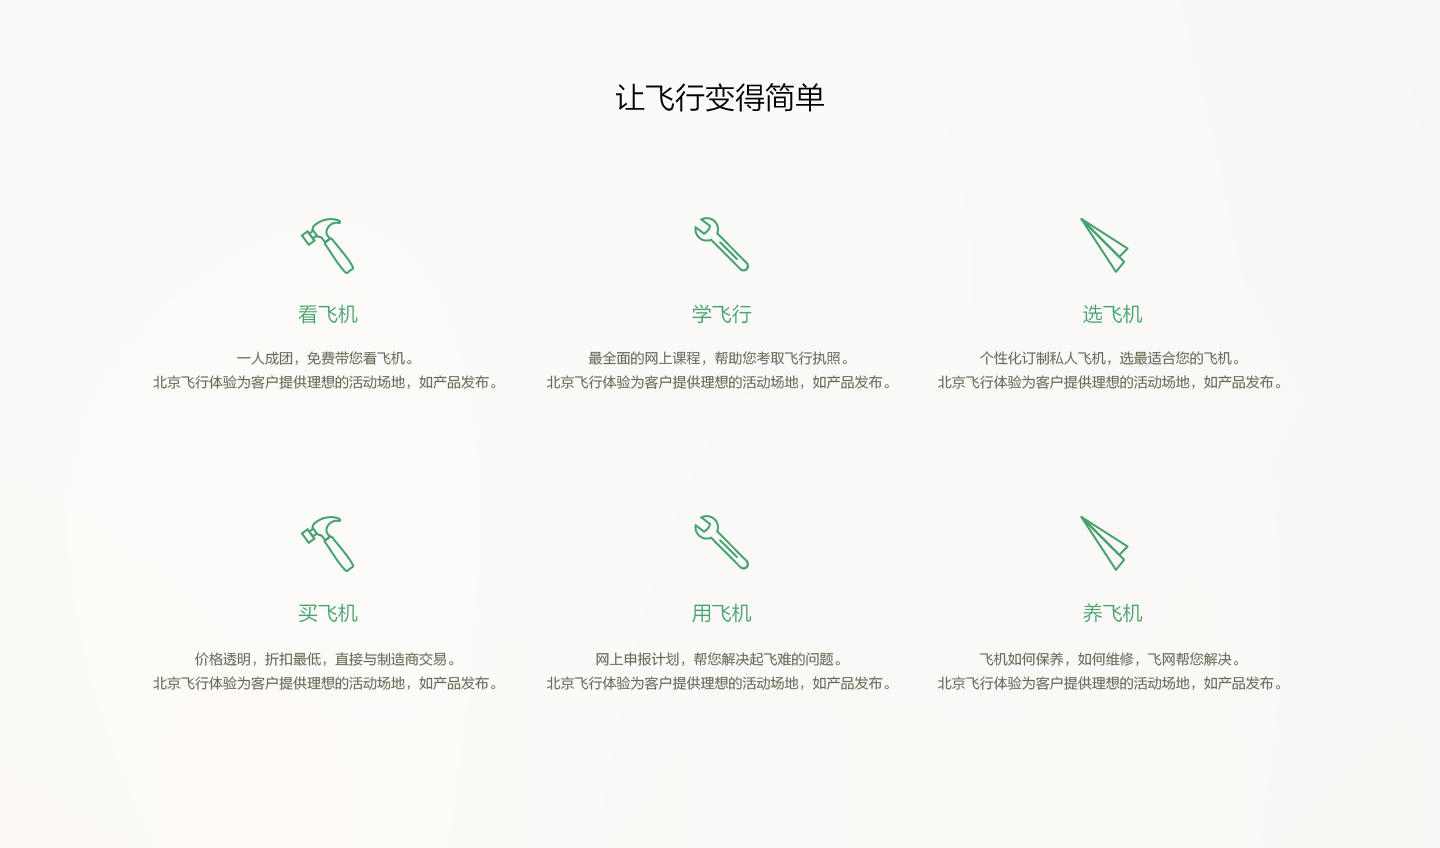 让飞行变得简单
看飞机
一人成团，免费带您看飞机。
北京飞行体验为客户提供理想的活动场地，如产品发布。
学飞行
最全面的网上课程，帮助您考取飞行执照。
北京飞行体验为客户提供理想的活动场地，如产品发布。
选飞机
个性化订制私人飞机，选最适合您的飞机。
北京飞行体验为客户提供理想的活动场地，如产品发布。
买飞机
价格透明，折扣最低，直接与制造商交易。
北京飞行体验为客户提供理想的活动场地，如产品发布。
用飞机
网上申报计划，帮您解决起飞难的问题。
北京飞行体验为客户提供理想的活动场地，如产品发布。
养飞机
飞机如何保养，如何维修，飞网帮您解决。
北京飞行体验为客户提供理想的活动场地，如产品发布。